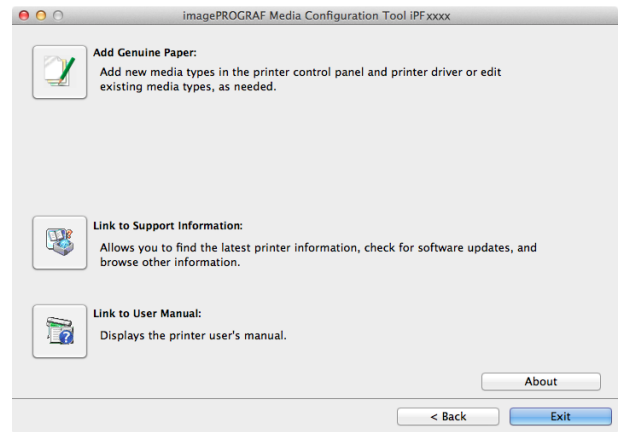 imagePROGRAF Media Configuration Tool iPFxxxx
Add Genuine Paper:
Add new media types in the printer control panel and printer driver or edit
existing media types, as needed.
Link to Support Information:
Allows you to find the latest printer information, check for software updates, and
browse other information.
Link to User Manual:
Displays the printer user's manual.
About
< Back
Exit